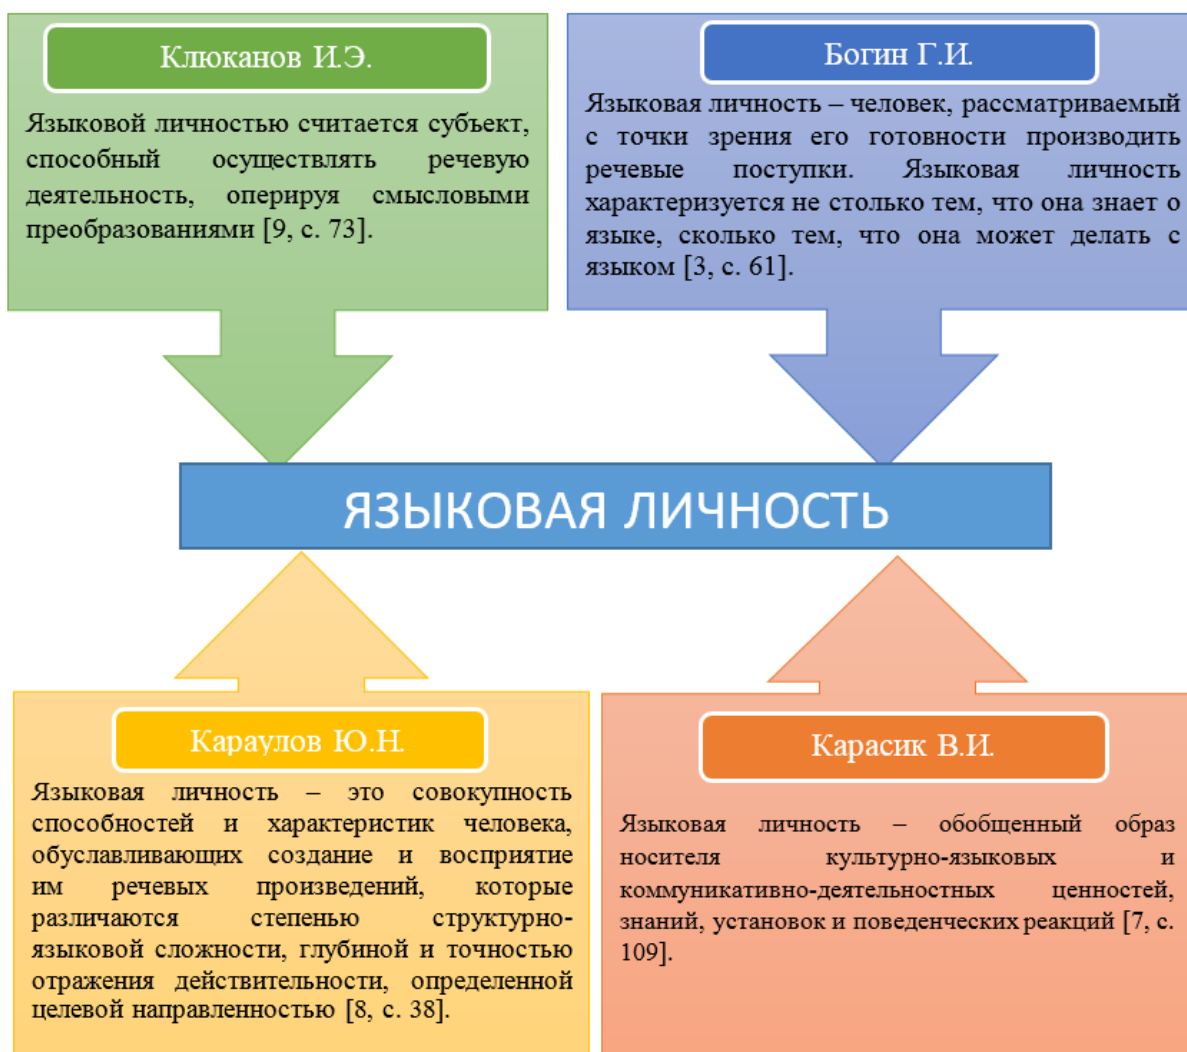 Клюканов И.Э.
Языковой личностью считается субъект,
способный осуществлять речевую
деятельность, оперируя смысловыми
преобразованиями [9, с. 73].
Богин Г.И.
Языковая личность – человек, рассматриваемый
с точки зрения его готовности производить
речевые поступки. Языковая личность
характеризуется не столько тем, что она знает о
языке, сколько тем, что она может делать с
языком [3, с. 61].
ЯЗЫКОВАЯ ЛИЧНОСТЬ
Караулов Ю.Н.
Языковая личность – это совокупность
способностей и характеристик человека,
обуславливающих создание и восприятие
им речевых произведений, которые
различаются степенью структурно-
языковой сложности, глубиной и точностью
отражения действительности, определенной
целевой направленностью [8, с. 38].
Карасик В.И.
Языковая личность – обобщенный образ
носителя культурно-языковых и
коммуникативно-деятельностных ценностей,
знаний, установок и поведенческих реакций [7, с.
109].